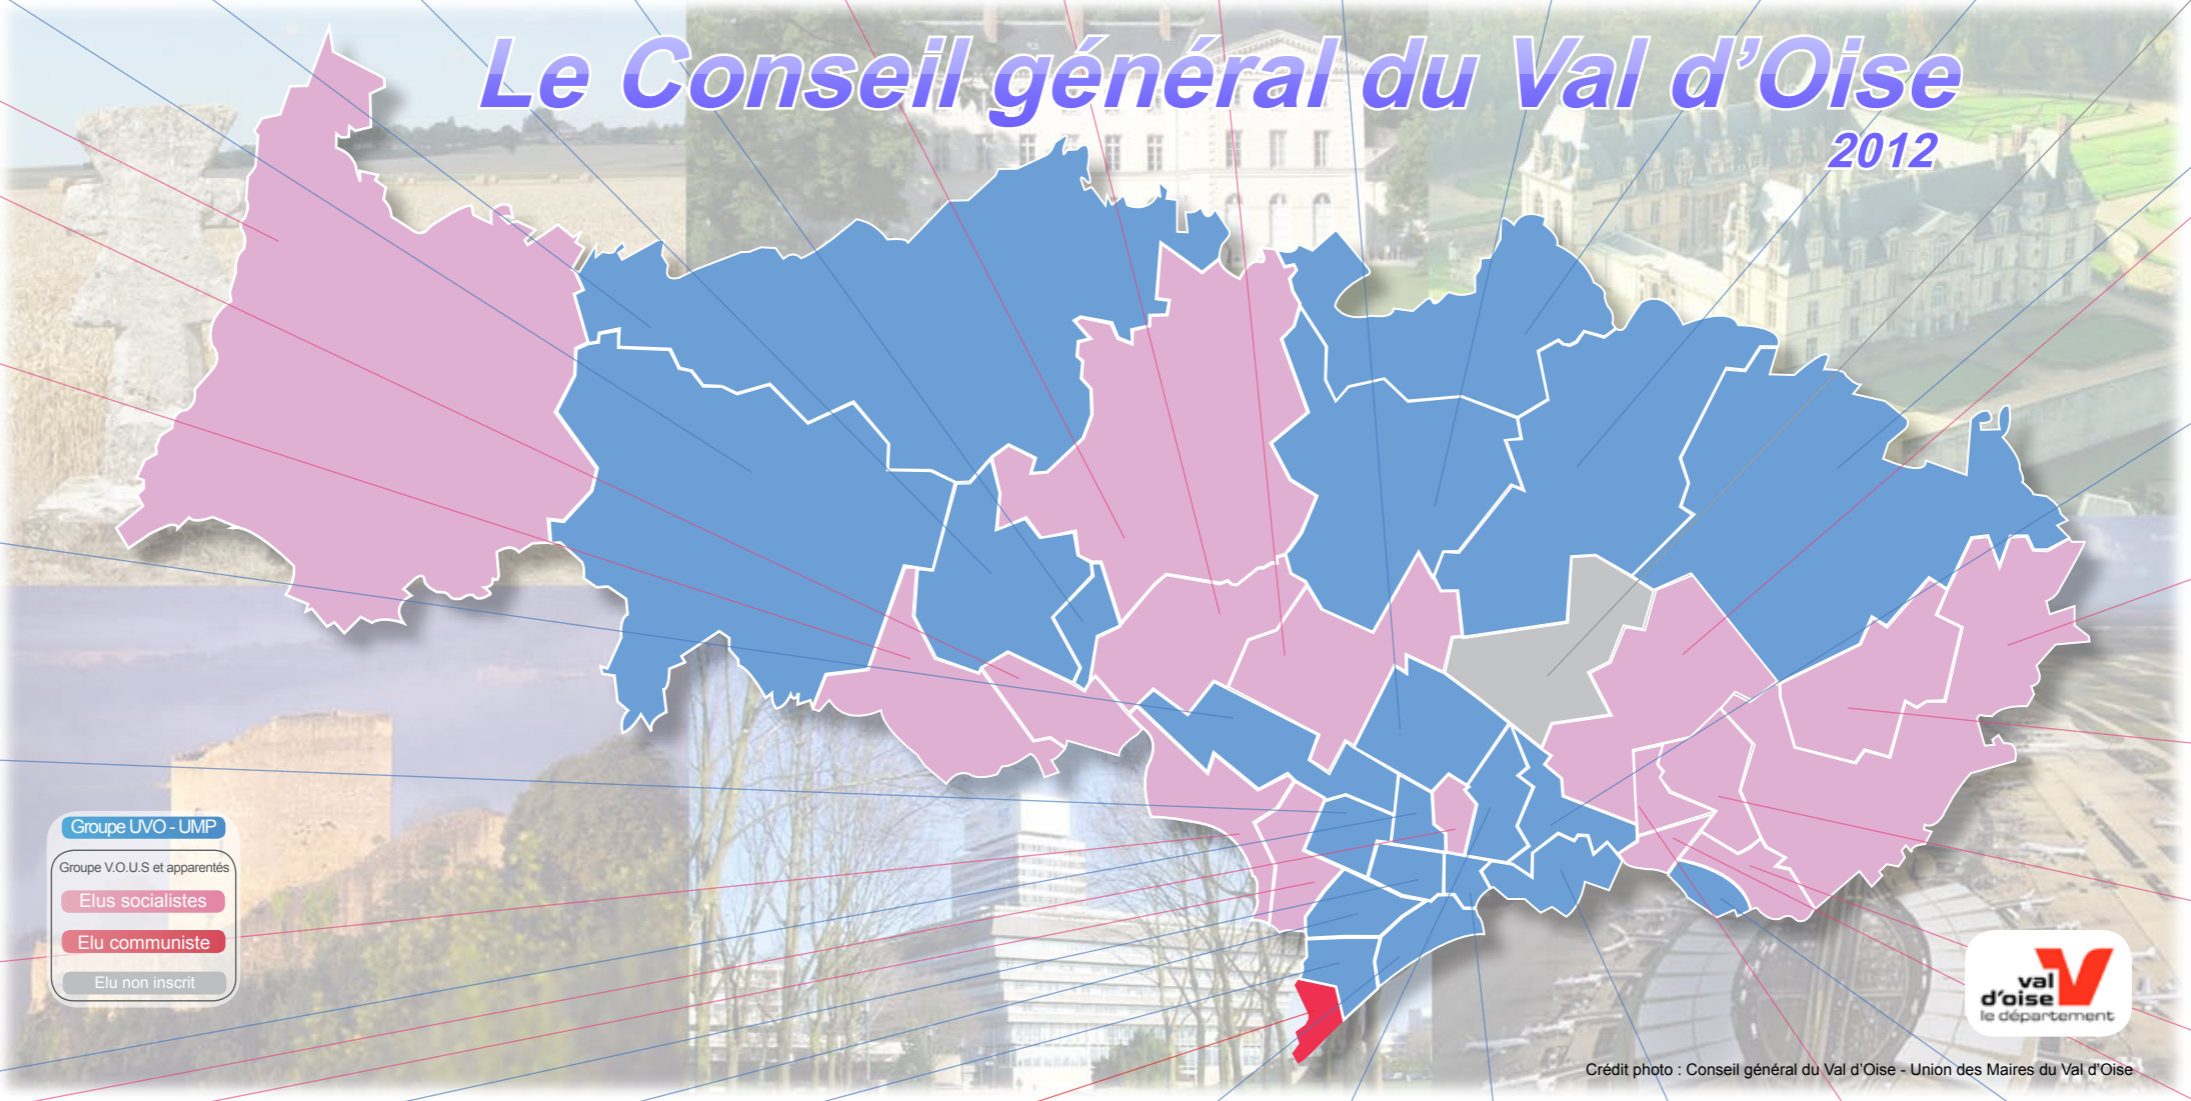 Le Conseil général du Val d'Oise
2012
Groupe UVO - UMP
Groupe V.O.U.S et apparentés
Elus socialistes
Elu communiste
Elu non inscrit
val
d'oise
le département
Crédit photo : Conseil général du Val d'Oise - Union des Maires du Val d'Oise